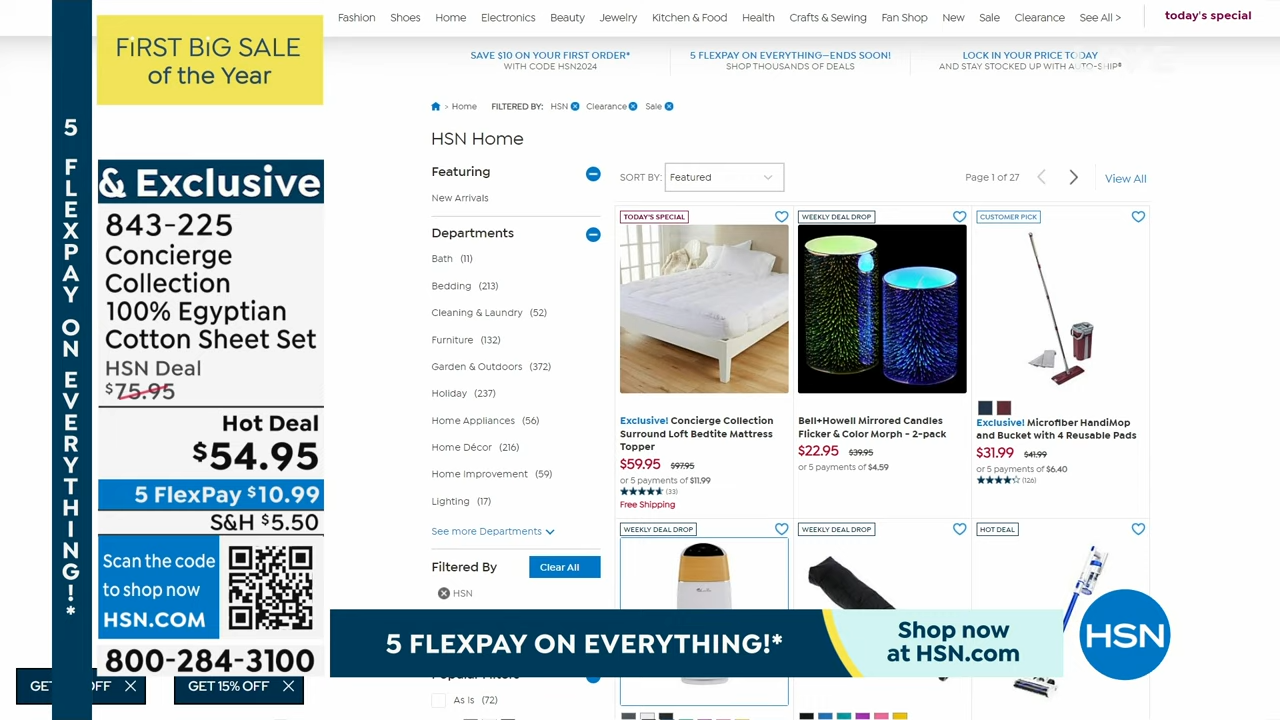 Fashion Shoes Home Electronics Beauty Jewelry Kitchen & Food Health Crafts & Sewing Fan Shop New Sale Clearance See All > today's special
FiRST BiG SALE
of the Year
SAVE $10 ON YOUR FIRST ORDER*
WITH CODE HSN2024
5 FLEXPAY ON EVERYTHING—ENDS SOON!
SHOP THOUSANDS OF DEALS
LOCK IN YOUR PRICE TODAY
AND STAY STOCKED UP WITH AUTO-SHIP®
5 FLEXPAY ON EVERYTHING!*
> Home FILTERED BY: HSN Clearance Sale
HSN Home
& Exclusive
843-225
Concierge
Collection
100% Egyptian
Cotton Sheet Set
HSN Deal
$75.95
Hot Deal
$54.95
5 FlexPay $10.99
S&H $5.50
Scan the code
to shop now
HSN.COM
800-284-3100
GET OFF X
GET 15% OFF X
Featuring
New Arrivals
Departments
Bath (11)
Bedding (213)
Cleaning & Laundry (52)
Furniture (132)
Garden & Outdoors (372)
Holiday (237)
Home Appliances (56)
Home Décor (216)
Home Improvement (59)
Lighting (17)
See more Departments
Filtered By
Clear All
HSN
Popular Filters
As Is (72)
SORT BY: Featured
Page 1 of 27
View All
TODAY'S SPECIAL
Exclusive! Concierge Collection
Surround Loft Bedtite Mattress
Topper
$59.95 $97.95
or 5 payments of $11.99
(33)
Free Shipping
WEEKLY DEAL DROP
Bell+Howell Mirrored Candles
Flicker & Color Morph - 2-pack
$22.95 $39.95
or 5 payments of $4.59
CUSTOMER PICK
Exclusive! Microfiber HandiMop
and Bucket with 4 Reusable Pads
$31.99 $41.99
or 5 payments of $6.40
(126)
WEEKLY DEAL DROP
WEEKLY DEAL DROP
HOT DEAL
5 FLEXPAY ON EVERYTHING!*
Shop now
at HSN.com
HSN